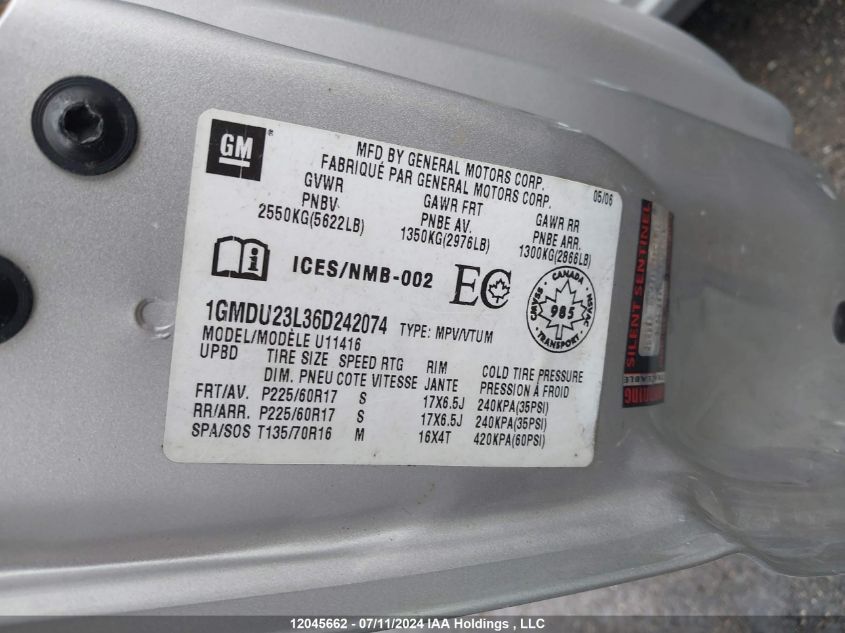 GM
MFD BY GENERAL MOTORS CORP.
FABRIQUÉ PAR GENERAL MOTORS CORP.
05/06
GVWR GAWR FRT GAWR RR
PNBV PNBE AV. PNBE ARR.
2550KG(5622LB) 1350KG(2976LB) 1300KG(2866LB)
i ICES/NMB-002 EC
CANADA
CMVSS 985 NSVAC
TRANSPORT
1GMDU23L36D242074 TYPE: MPV/VTUM
MODEL/MODÈLE U11416
UPBD TIRE SIZE SPEED RTG RIM COLD TIRE PRESSURE
DIM. PNEU COTE VITESSE JANTE PRESSION À FROID
FRT/AV. P225/60R17 S 17X6.5J 240KPA(35PSI)
RR/ARR. P225/60R17 S 17X6.5J 240KPA(35PSI)
SPA/SOS T135/70R16 M 16X4T 420KPA(60PSI)
SILENT SENTINEL
WARNING
12045662 - 07/11/2024 IAA Holdings , LLC